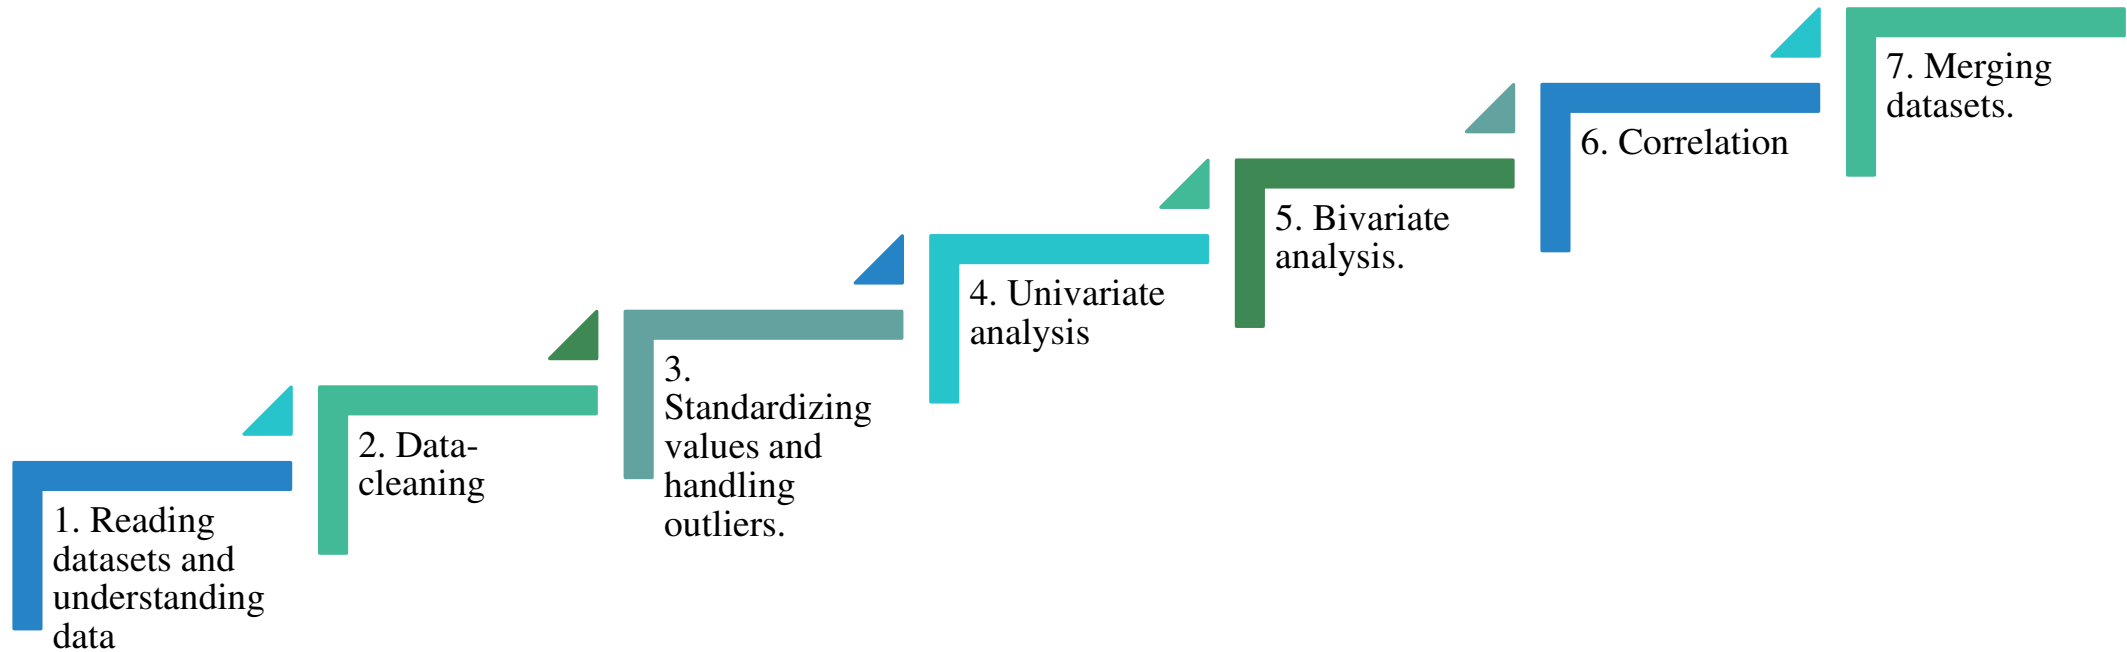 1. Reading
datasets and
understanding
data
2. Data-
cleaning
3.
Standardizing
values and
handling
outliers.
4. Univariate
analysis
5. Bivariate
analysis.
6. Correlation
7. Merging
datasets.